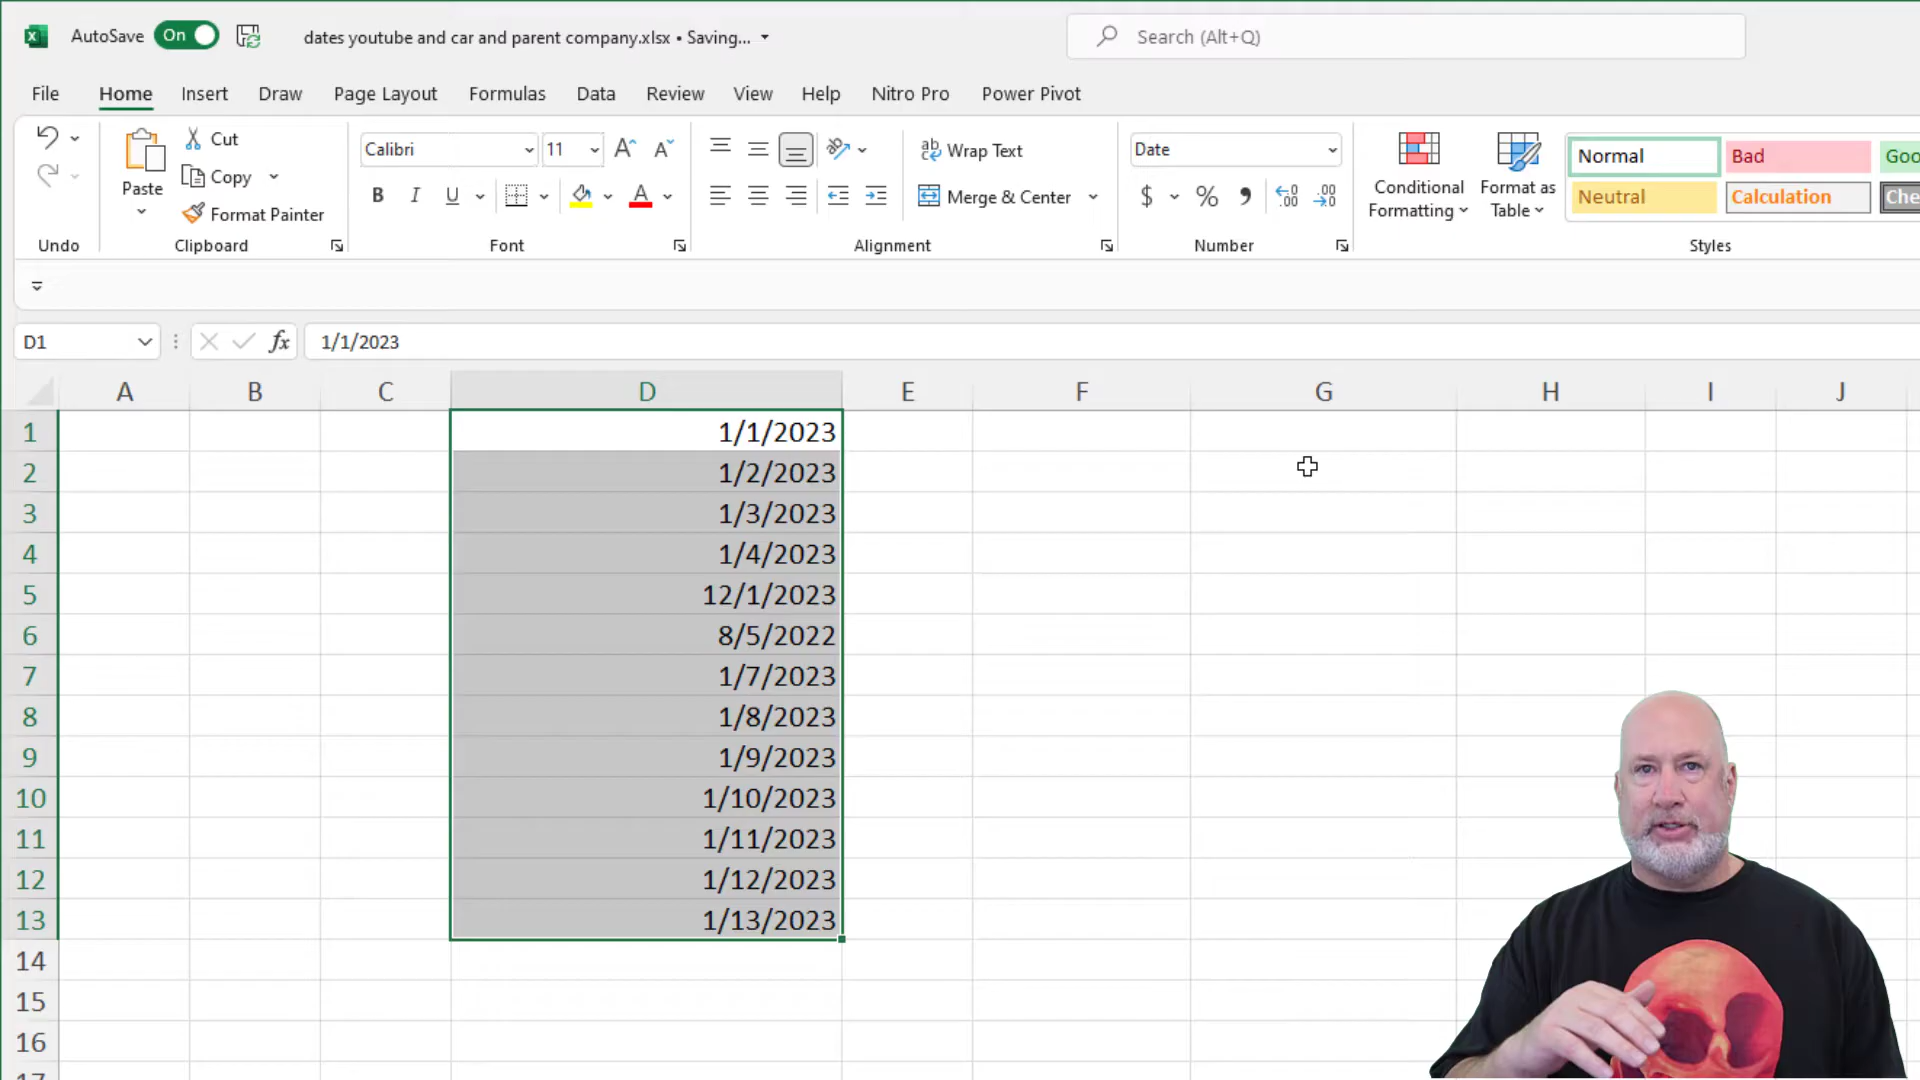 AutoSave On dates youtube and car and parent company.xlsx • Saving... Search (Alt+Q)
File Home Insert Draw Page Layout Formulas Data Review View Help Nitro Pro Power Pivot
Paste
Cut
Copy
Format Painter
Calibri 11
B I U A
Wrap Text
Merge & Center
Date
$ % 9
Conditional Formatting
Format as Table
Normal Bad Goo
Neutral Calculation Che
Undo Clipboard Font Alignment Number Styles
D1 fx 1/1/2023
A B C D E F G H I J
1 1/1/2023
2 1/2/2023
3 1/3/2023
4 1/4/2023
5 12/1/2023
6 8/5/2022
7 1/7/2023
8 1/8/2023
9 1/9/2023
10 1/10/2023
11 1/11/2023
12 1/12/2023
13 1/13/2023
14
15
16
17